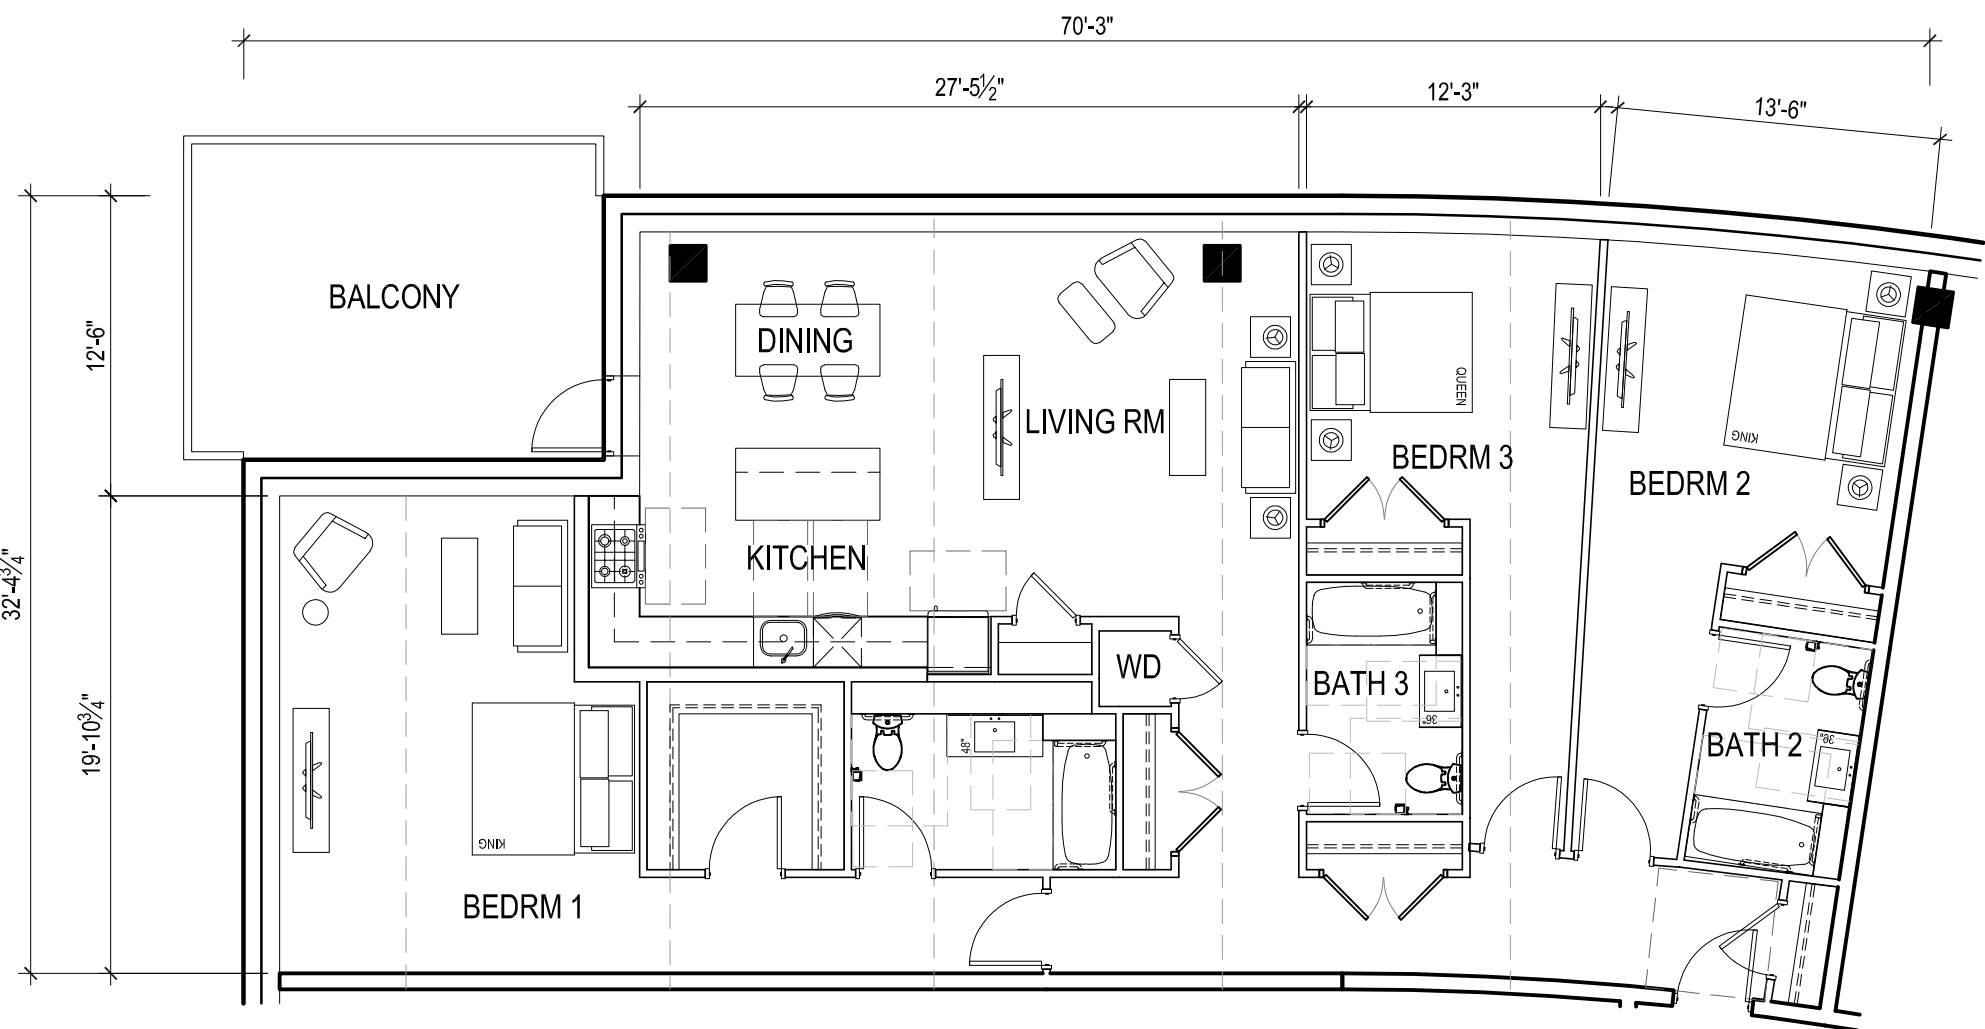 70'-3"
27'-5½"
12'-3"
13'-6"
BALCONY
12'-6"
DINING
LIVING RM
QUEEN
BEDRM 3
KING
BEDRM 2
KITCHEN
32'-4¾"
WD
BATH 3
36"
19'-10¾"
48"
BATH 2
36"
KING
BEDRM 1